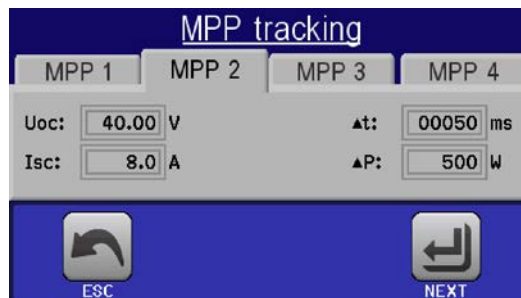 MPP tracking
MPP 1 MPP 2 MPP 3 MPP 4
Uoc: 40.00 V ▲t: 00050 ms
Isc: 8.0 A ▲P: 500 W
ESC NEXT